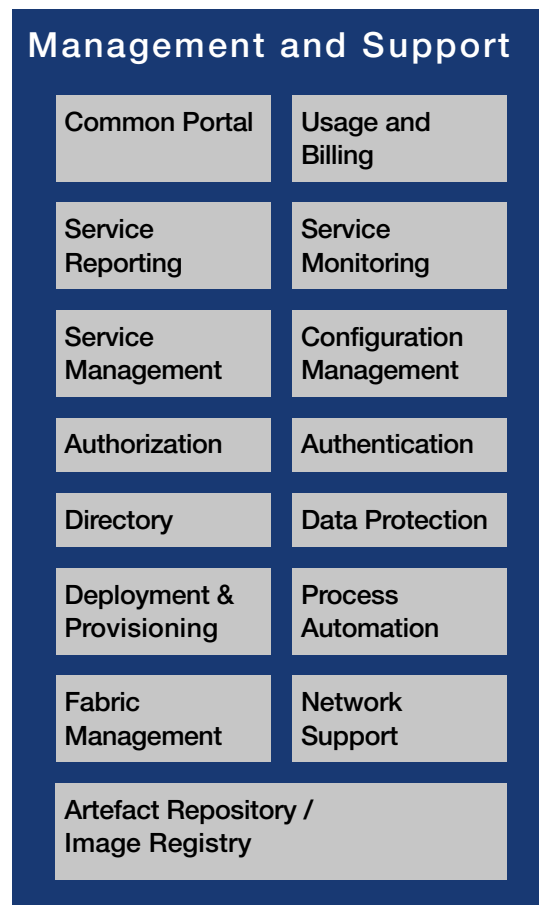 Management and Support
Common Portal
Usage and
Billing
Service
Reporting
Service
Monitoring
Service
Management
Configuration
Management
Authorization
Authentication
Directory
Data Protection
Deployment &
Provisioning
Process
Automation
Fabric
Management
Network
Support
Artefact Repository /
Image Registry